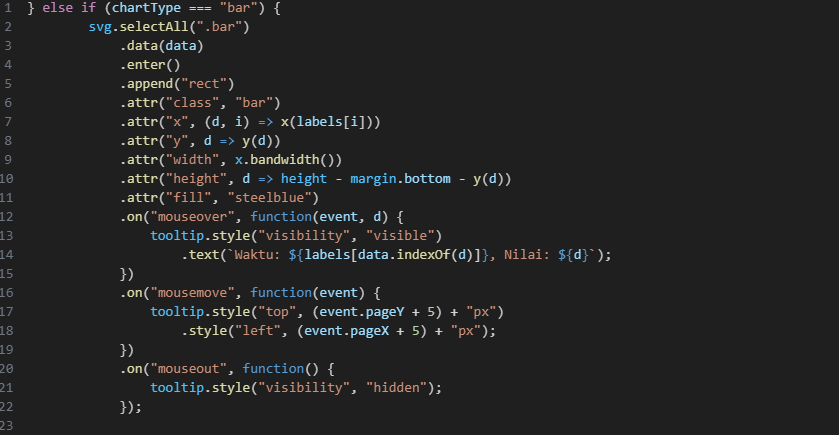 1 } else if (chartType === "bar") {
2         svg.selectAll(".bar")
3             .data(data)
4             .enter()
5             .append("rect")
6             .attr("class", "bar")
7             .attr("x", (d, i) => x(labels[i]))
8             .attr("y", d => y(d))
9             .attr("width", x.bandwidth())
10             .attr("height", d => height - margin.bottom - y(d))
11             .attr("fill", "steelblue")
12             .on("mouseover", function(event, d) {
13                 tooltip.style("visibility", "visible")
14                     .text(`Waktu: ${labels[data.indexOf(d)]}, Nilai: ${d}`);
15             })
16             .on("mousemove", function(event) {
17                 tooltip.style("top", (event.pageY + 5) + "px")
18                     .style("left", (event.pageX + 5) + "px");
19             })
20             .on("mouseout", function() {
21                 tooltip.style("visibility", "hidden");
22             });
23